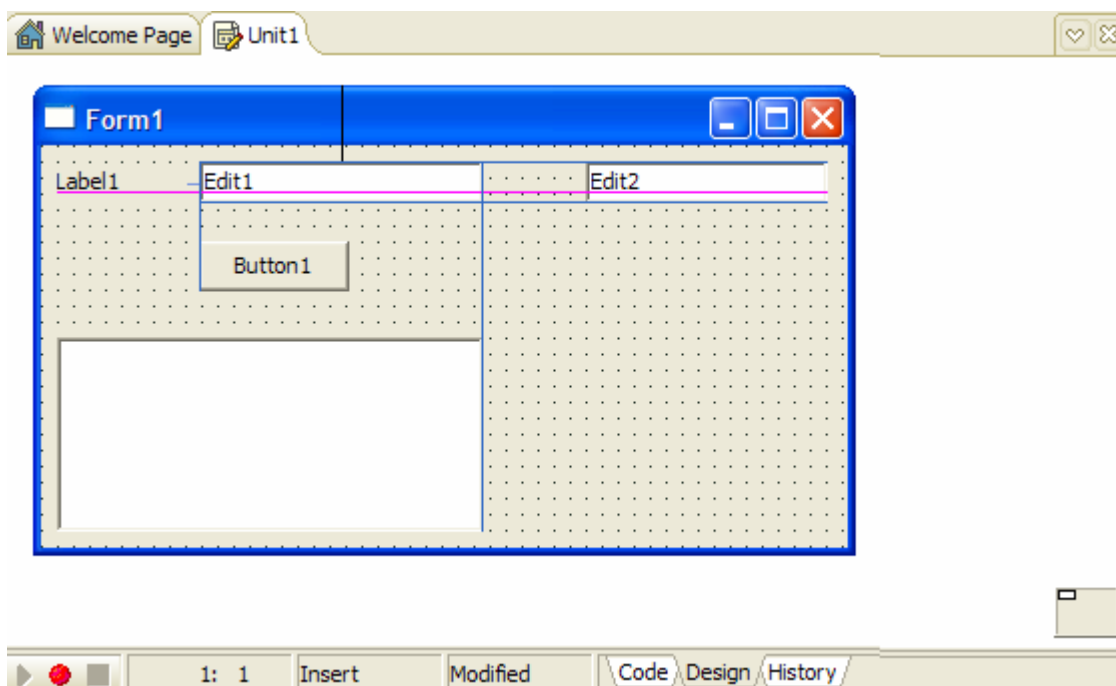 Welcome Page Unit1
Form1
Label1 Edit1 Edit2
Button1
1: 1 Insert Modified Code Design History